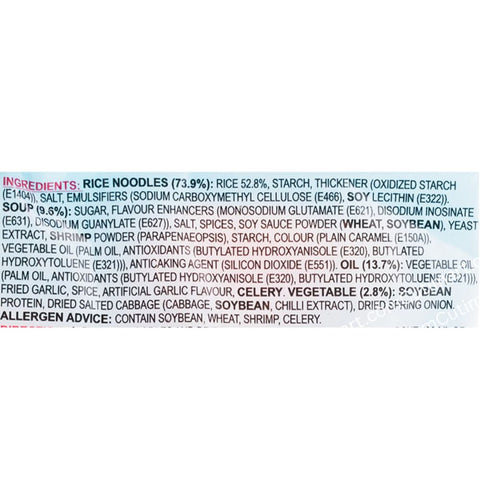 INGREDIENTS: RICE NOODLES (73.9%): RICE 52.8%, STARCH, THICKENER (OXIDIZED STARCH
(E1404)), SALT, EMULSIFIERS (SODIUM CARBOXYMETHYL CELLULOSE (E466), SOY LECITHIN (E322)).
SOUP (9.6%): SUGAR, FLAVOUR ENHANCERS (MONOSODIUM GLUTAMATE (E621), DISODIUM INOSINATE
(E631), DISODIUM GUANYLATE (E627)), SALT, SPICES, SOY SAUCE POWDER (WHEAT, SOYBEAN), YEAST
EXTRACT, SHRIMP POWDER (PARAPENAEOPSIS), STARCH, COLOUR (PLAIN CARAMEL (E150A)),
VEGETABLE OIL (PALM OIL, ANTIOXIDANTS (BUTYLATED HYDROXYANISOLE (E320), BUTYLATED
HYDROXYTOLUENE (E321))), ANTICAKING AGENT (SILICON DIOXIDE (E551)). OIL (13.7%): VEGETABLE OIL
(PALM OIL, ANTIOXIDANTS (BUTYLATED HYDROXYANISOLE (E320), BUTYLATED HYDROXYTOLUENE (E321))),
FRIED GARLIC, SPICE, ARTIFICIAL GARLIC FLAVOUR, CELERY. VEGETABLE (2.8%): SOYBEAN
PROTEIN, DRIED SALTED CABBAGE (CABBAGE, SOYBEAN, CHILLI EXTRACT), DRIED SPRING ONION.
ALLERGEN ADVICE: CONTAIN SOYBEAN, WHEAT, SHRIMP, CELERY.